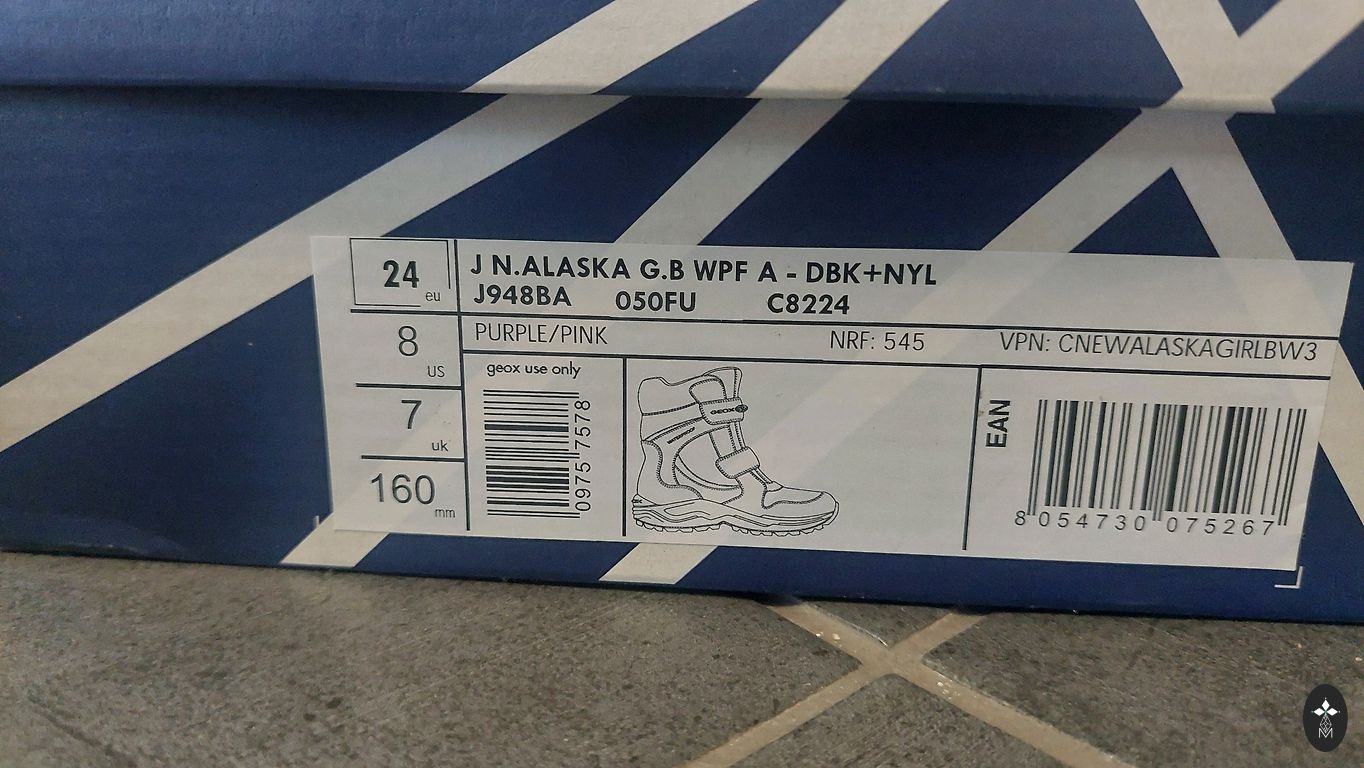 24 eu
8 US
7 uk
160 mm
J N.ALASKA G.B WPF A - DBK+NYL
J948BA 050FU C8224
PURPLE/PINK NRF: 545 VPN: CNEWALASKAGIRLBW3
geox use only
0975 7578
GEOX
EAN
8 054730 075267
M